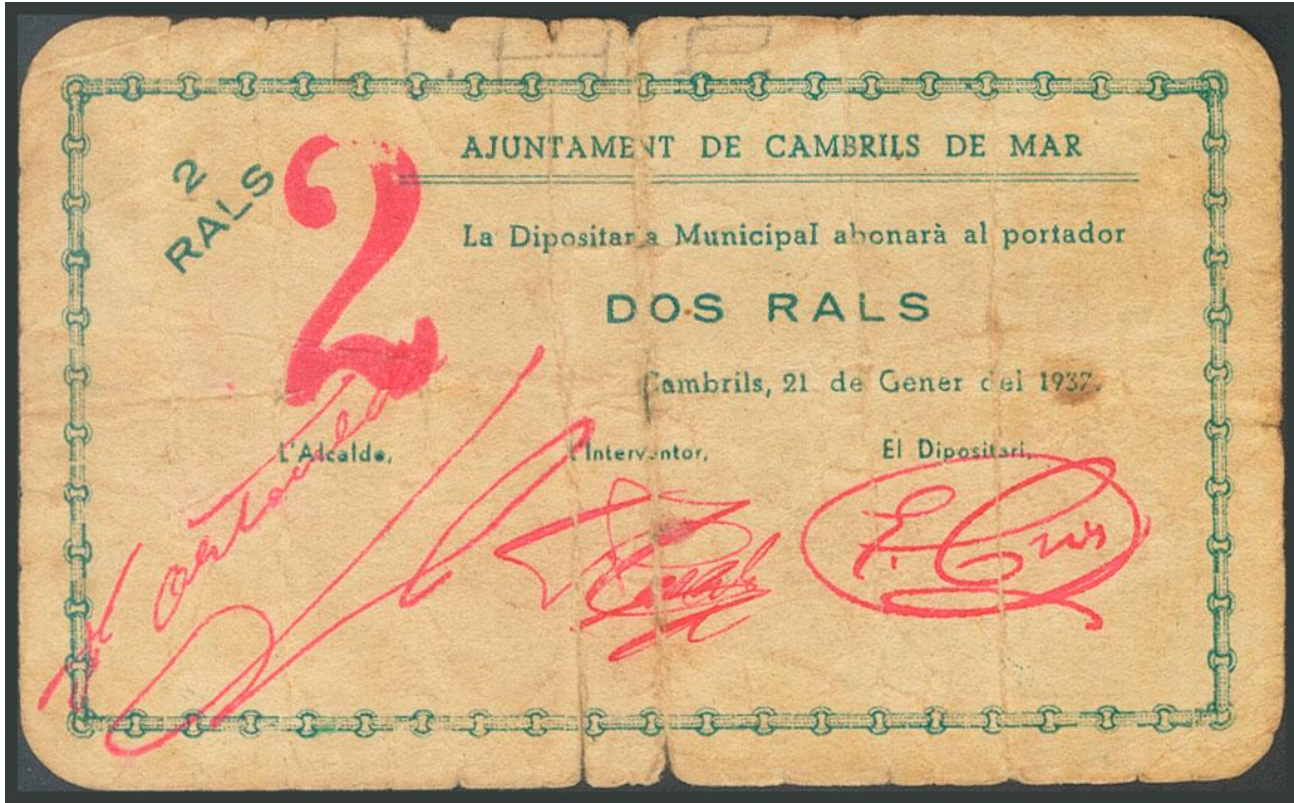 U.H.P.
2
RALS
2
AJUNTAMENT DE CAMBRILS DE MAR
La Dipositaria Municipal abonarà al portador
DOS RALS
Cambrils, 21 de Gener del 1937.
L'Alcalde,
L'Interventor,
El Dipositari,